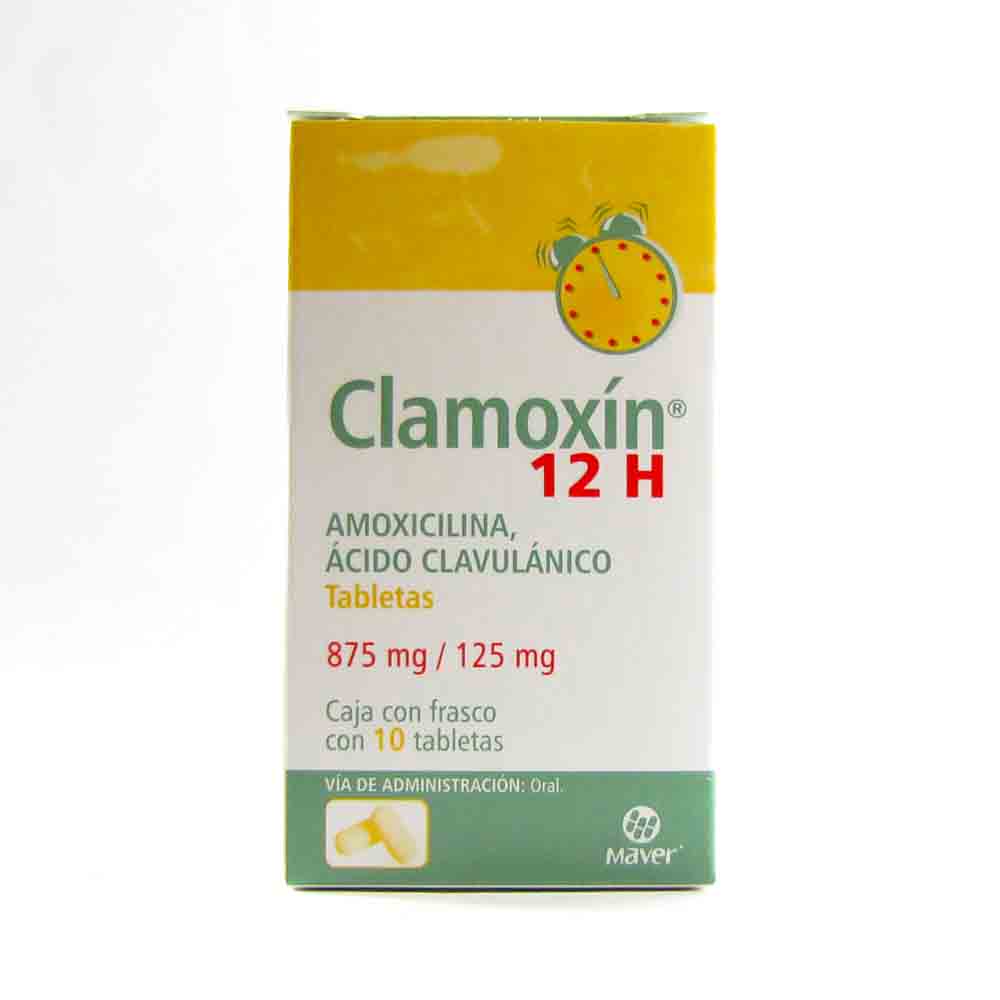 Clamoxín®
12 H
AMOXICILINA,
ÁCIDO CLAVULÁNICO
Tabletas
875 mg / 125 mg
Caja con frasco
con 10 tabletas
VÍA DE ADMINISTRACIÓN: Oral.
Maver